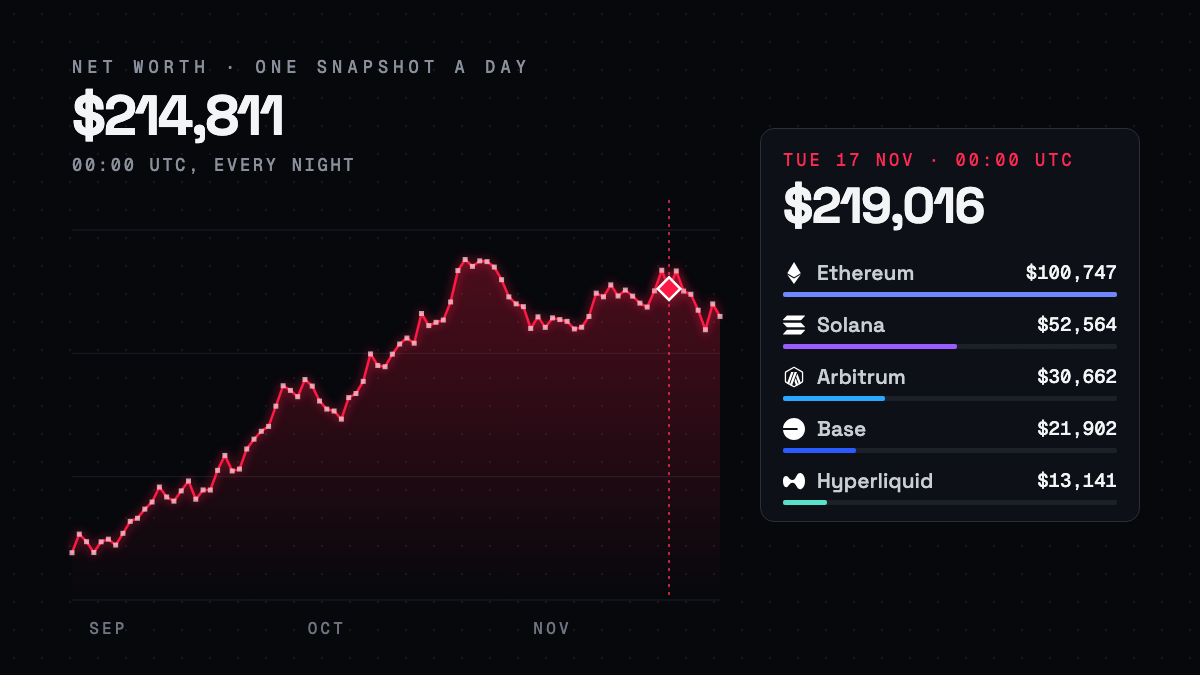 NET WORTH · ONE SNAPSHOT A DAY
$214,811
00:00 UTC, EVERY NIGHT
TUE 17 NOV · 00:00 UTC
$219,016
Ethereum $100,747
Solana $52,564
Arbitrum $30,662
Base $21,902
Hyperliquid $13,141
SEP OCT NOV